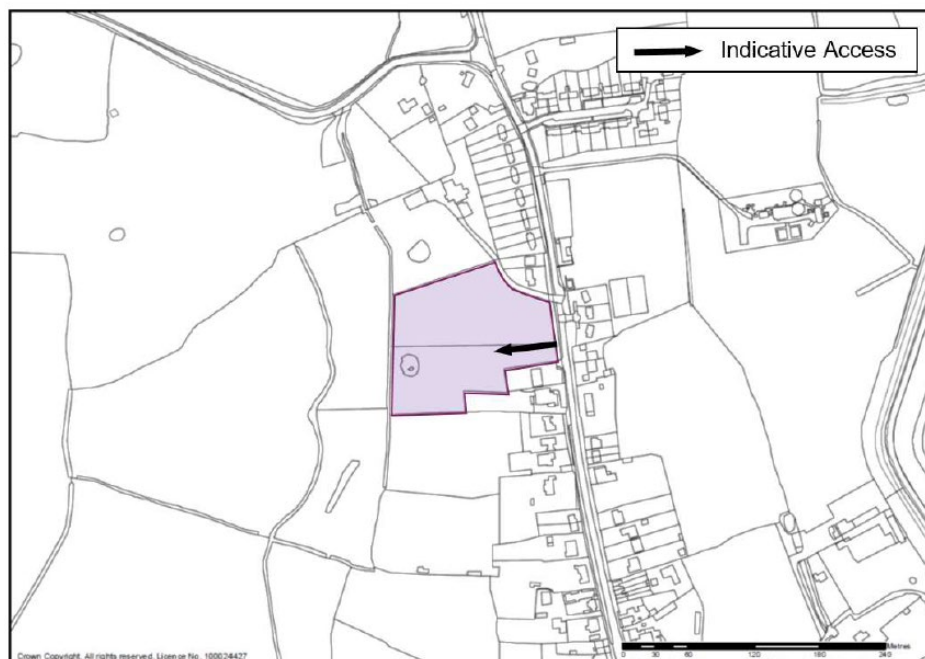 Indicative Access
Crown Copyright. All rights reserved. Licence No. 100024427
Metres
0 30 60 120 180 240